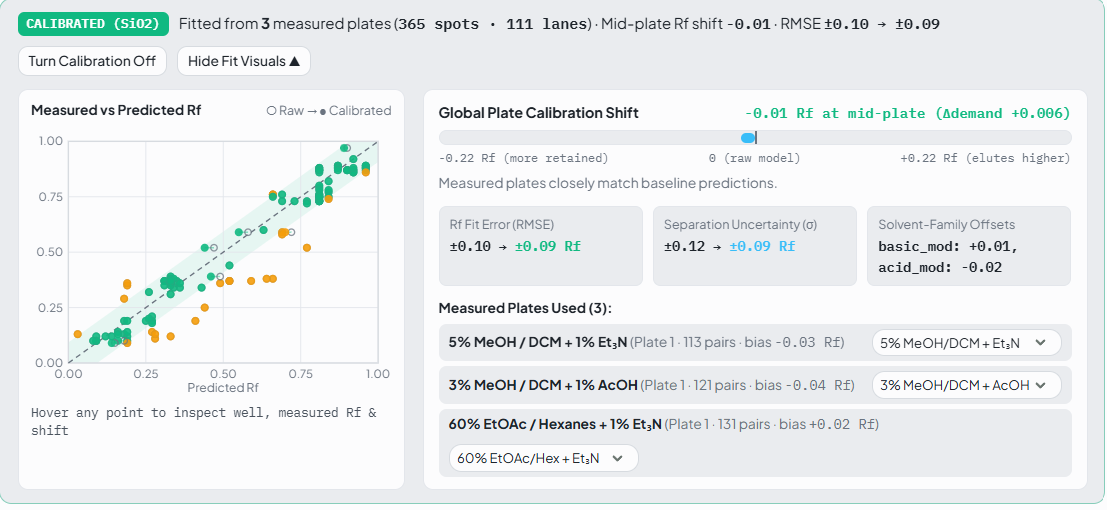 CALIBRATED (SiO2) Fitted from 3 measured plates (365 spots · 111 lanes) · Mid-plate Rf shift -0.01 · RMSE ±0.10 → ±0.09
Turn Calibration Off Hide Fit Visuals ▲
Measured vs Predicted Rf
Raw → Calibrated
1.00
0.75
0.50
0.25
0.00
0.00 0.25 0.50 0.75 1.00
Predicted Rf
Hover any point to inspect well, measured Rf &
shift
Global Plate Calibration Shift
-0.01 Rf at mid-plate (Δdemand +0.006)
-0.22 Rf (more retained) 0 (raw model) +0.22 Rf (elutes higher)
Measured plates closely match baseline predictions.
Rf Fit Error (RMSE)
±0.10 → ±0.09 Rf
Separation Uncertainty (σ)
±0.12 → ±0.09 Rf
Solvent-Family Offsets
basic_mod: +0.01,
acid_mod: -0.02
Measured Plates Used (3):
5% MeOH / DCM + 1% Et₃N (Plate 1 · 113 pairs · bias -0.03 Rf) 5% MeOH/DCM + Et₃N
3% MeOH / DCM + 1% AcOH (Plate 1 · 121 pairs · bias -0.04 Rf) 3% MeOH/DCM + AcOH
60% EtOAc / Hexanes + 1% Et₃N (Plate 1 · 131 pairs · bias +0.02 Rf)
60% EtOAc/Hex + Et₃N